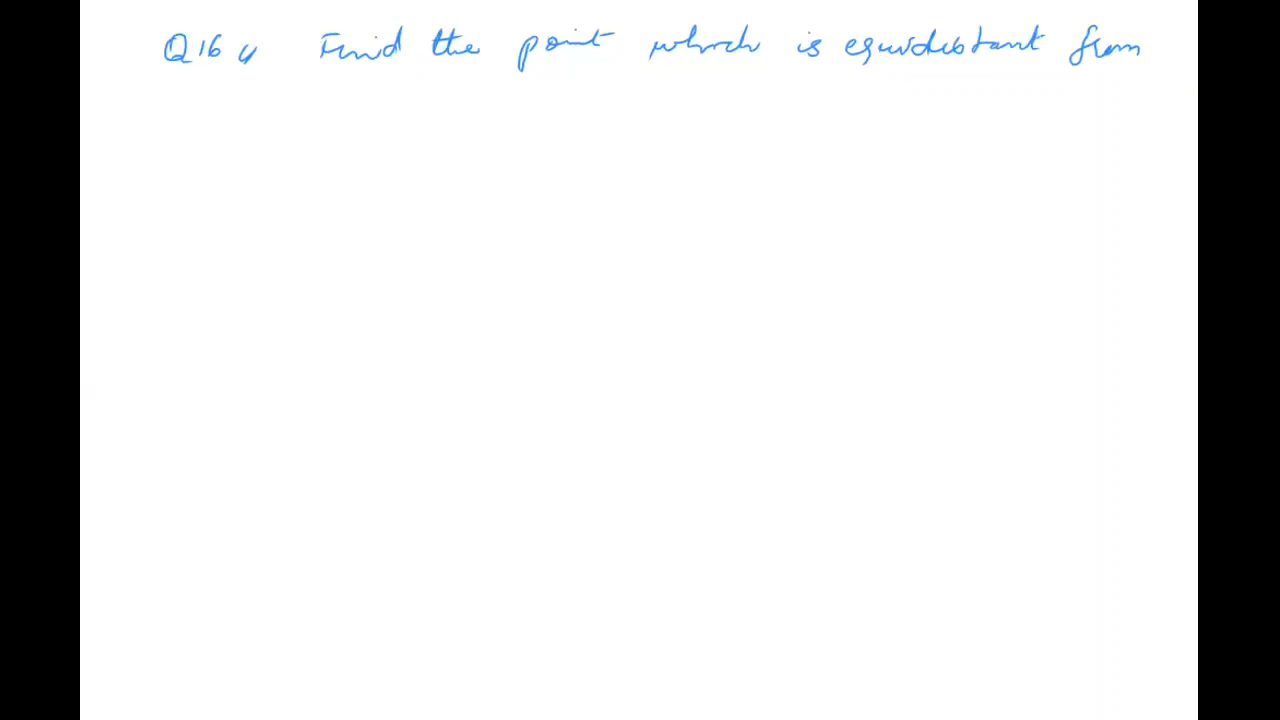 Q16 Find the point which is equidistant from